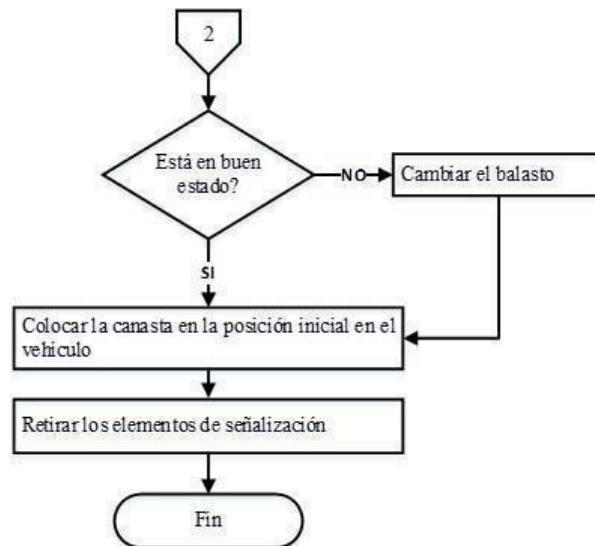 2
Está en buen
estado?
NO
Cambiar el balasto
SI
Colocar la canasta en la posición inicial en el
vehículo
Retirar los elementos de señalización
Fin